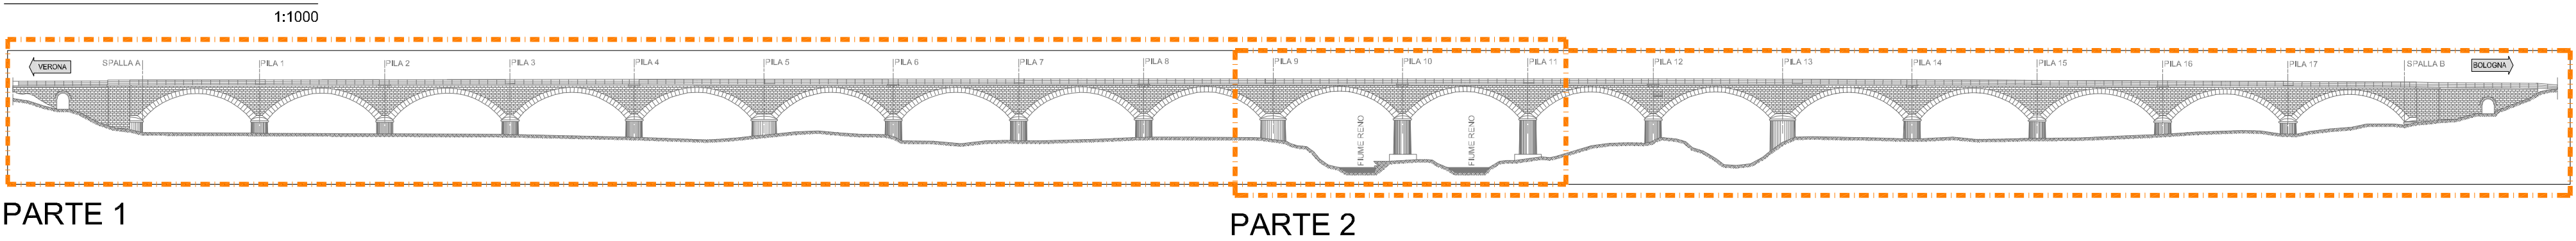 1:1000
VERONA
SPALLA A
PILA 1
PILA 2
PILA 3
PILA 4
PILA 5
PILA 6
PILA 7
PILA 8
PILA 9
PILA 10
PILA 11
PILA 12
PILA 13
PILA 14
PILA 15
PILA 16
PILA 17
SPALLA B
BOLOGNA
FIUME RENO
FIUME RENO
PARTE 1
PARTE 2